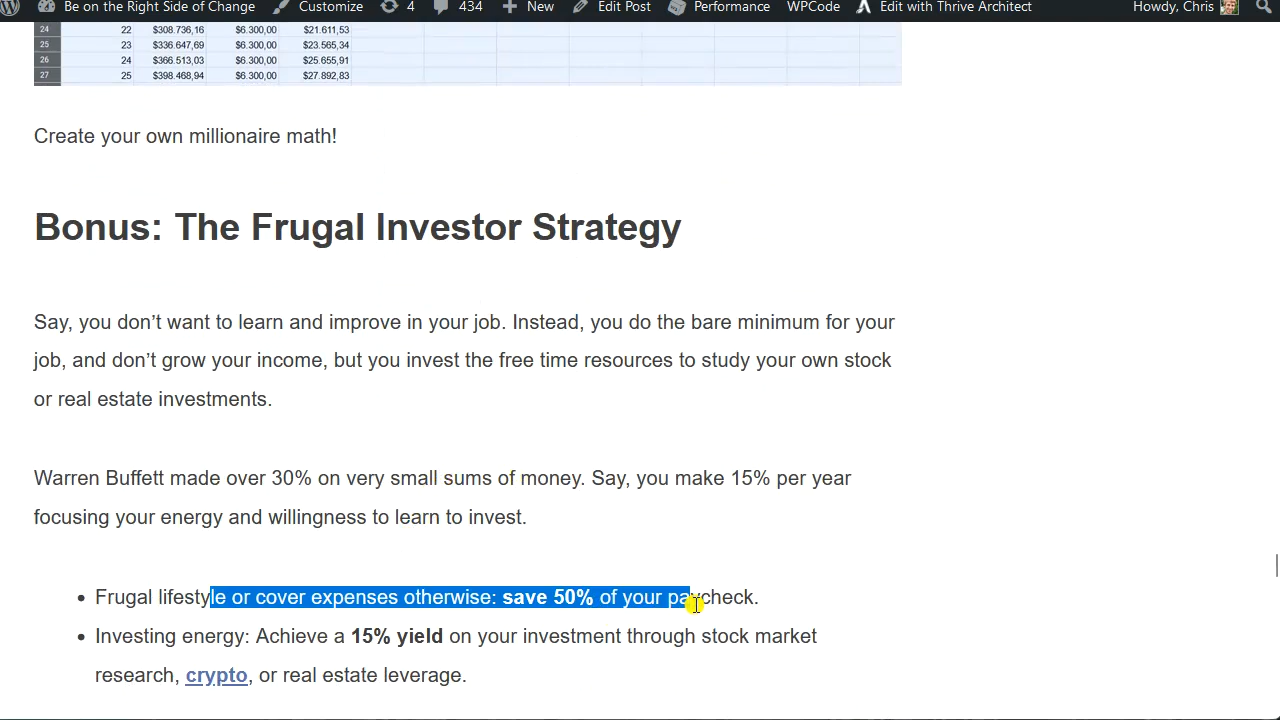 Be on the Right Side of Change Customize 4 434 New Edit Post Performance WPCode Edit with Thrive Architect Howdy, Chris
24 22 $308.736,16 $6.300,00 $21.611,53
25 23 $336.647,69 $6.300,00 $23.565,34
26 24 $366.513,03 $6.300,00 $25.655,91
27 25 $398.468,94 $6.300,00 $27.892,83
Create your own millionaire math!
Bonus: The Frugal Investor Strategy
Say, you don’t want to learn and improve in your job. Instead, you do the bare minimum for your
job, and don’t grow your income, but you invest the free time resources to study your own stock
or real estate investments.
Warren Buffett made over 30% on very small sums of money. Say, you make 15% per year
focusing your energy and willingness to learn to invest.
• Frugal lifestyle or cover expenses otherwise: save 50% of your paycheck.
• Investing energy: Achieve a 15% yield on your investment through stock market
research, crypto, or real estate leverage.